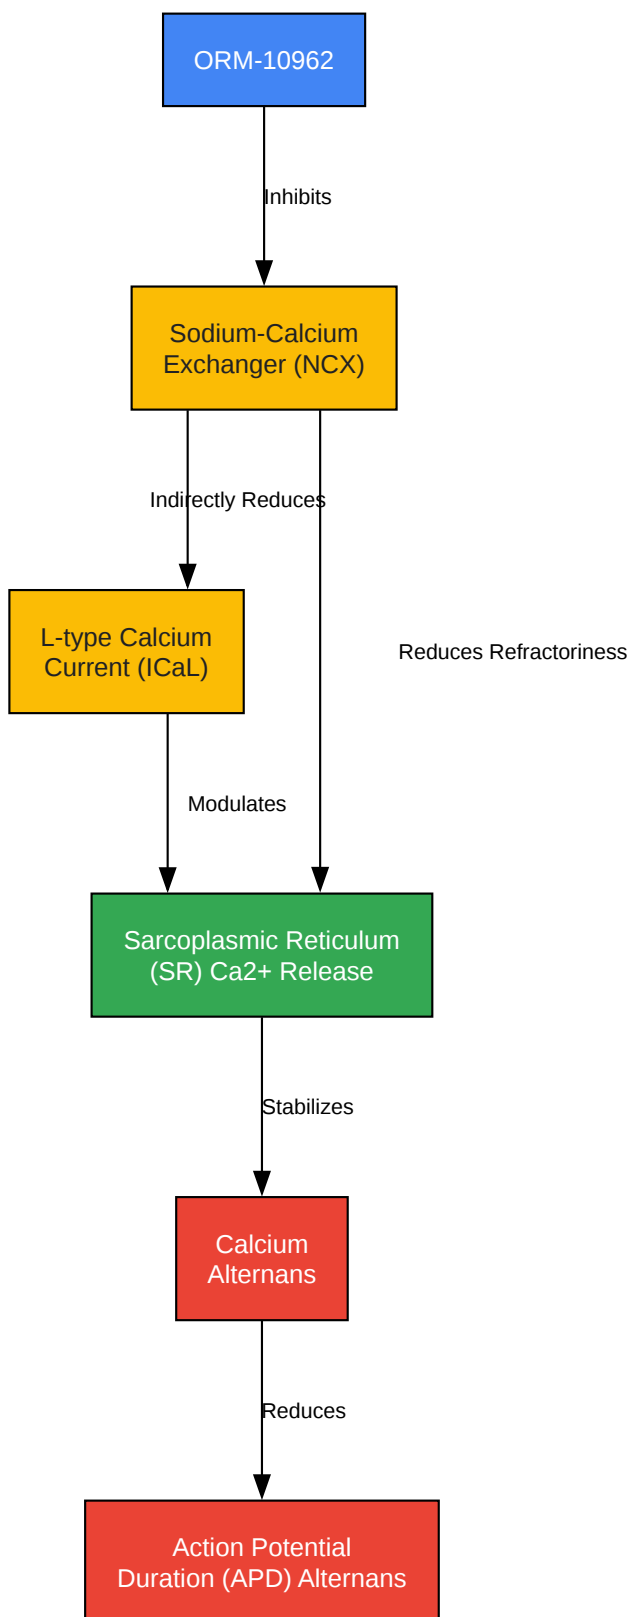 ORM-10962
Inhibits
Sodium-Calcium
Exchanger (NCX)
Indirectly Reduces
L-type Calcium
Current (ICaL)
Reduces Refractoriness
Modulates
Sarcoplasmic Reticulum
(SR) Ca2+ Release
Stabilizes
Calcium
Alternans
Reduces
Action Potential
Duration (APD) Alternans